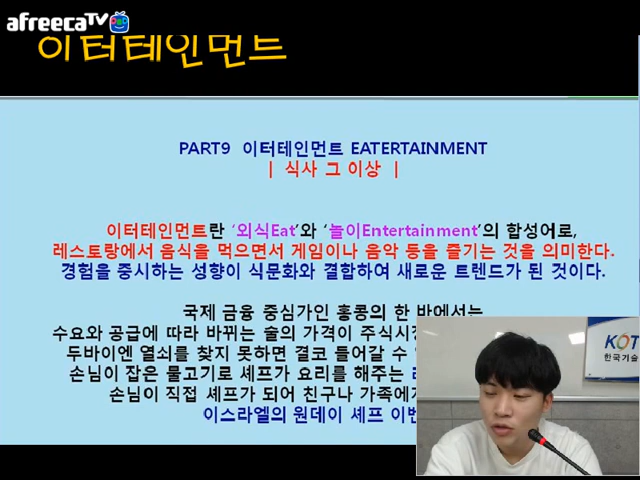 afreecaTV
이터테인먼트
PART9 이터테인먼트 EATERTAINMENT
| 식사 그 이상 |
이터테인먼트란 '외식Eat'와 '놀이Entertainment'의 합성어로,
레스토랑에서 음식을 먹으면서 게임이나 음악 등을 즐기는 것을 의미한다.
경험을 중시하는 성향이 식문화와 결합하여 새로운 트렌드가 된 것이다.
국제 금융 중심가인 홍콩의 한 바에서는
수요와 공급에 따라 바뀌는 술의 가격이 주식시
두바이엔 열쇠를 찾지 못하면 결코 들어갈 수
손님이 잡은 물고기로 셰프가 요리를 해주는
손님이 직접 셰프가 되어 친구나 가족에
이스라엘의 원데이 셰프 이
KOT
한국기술